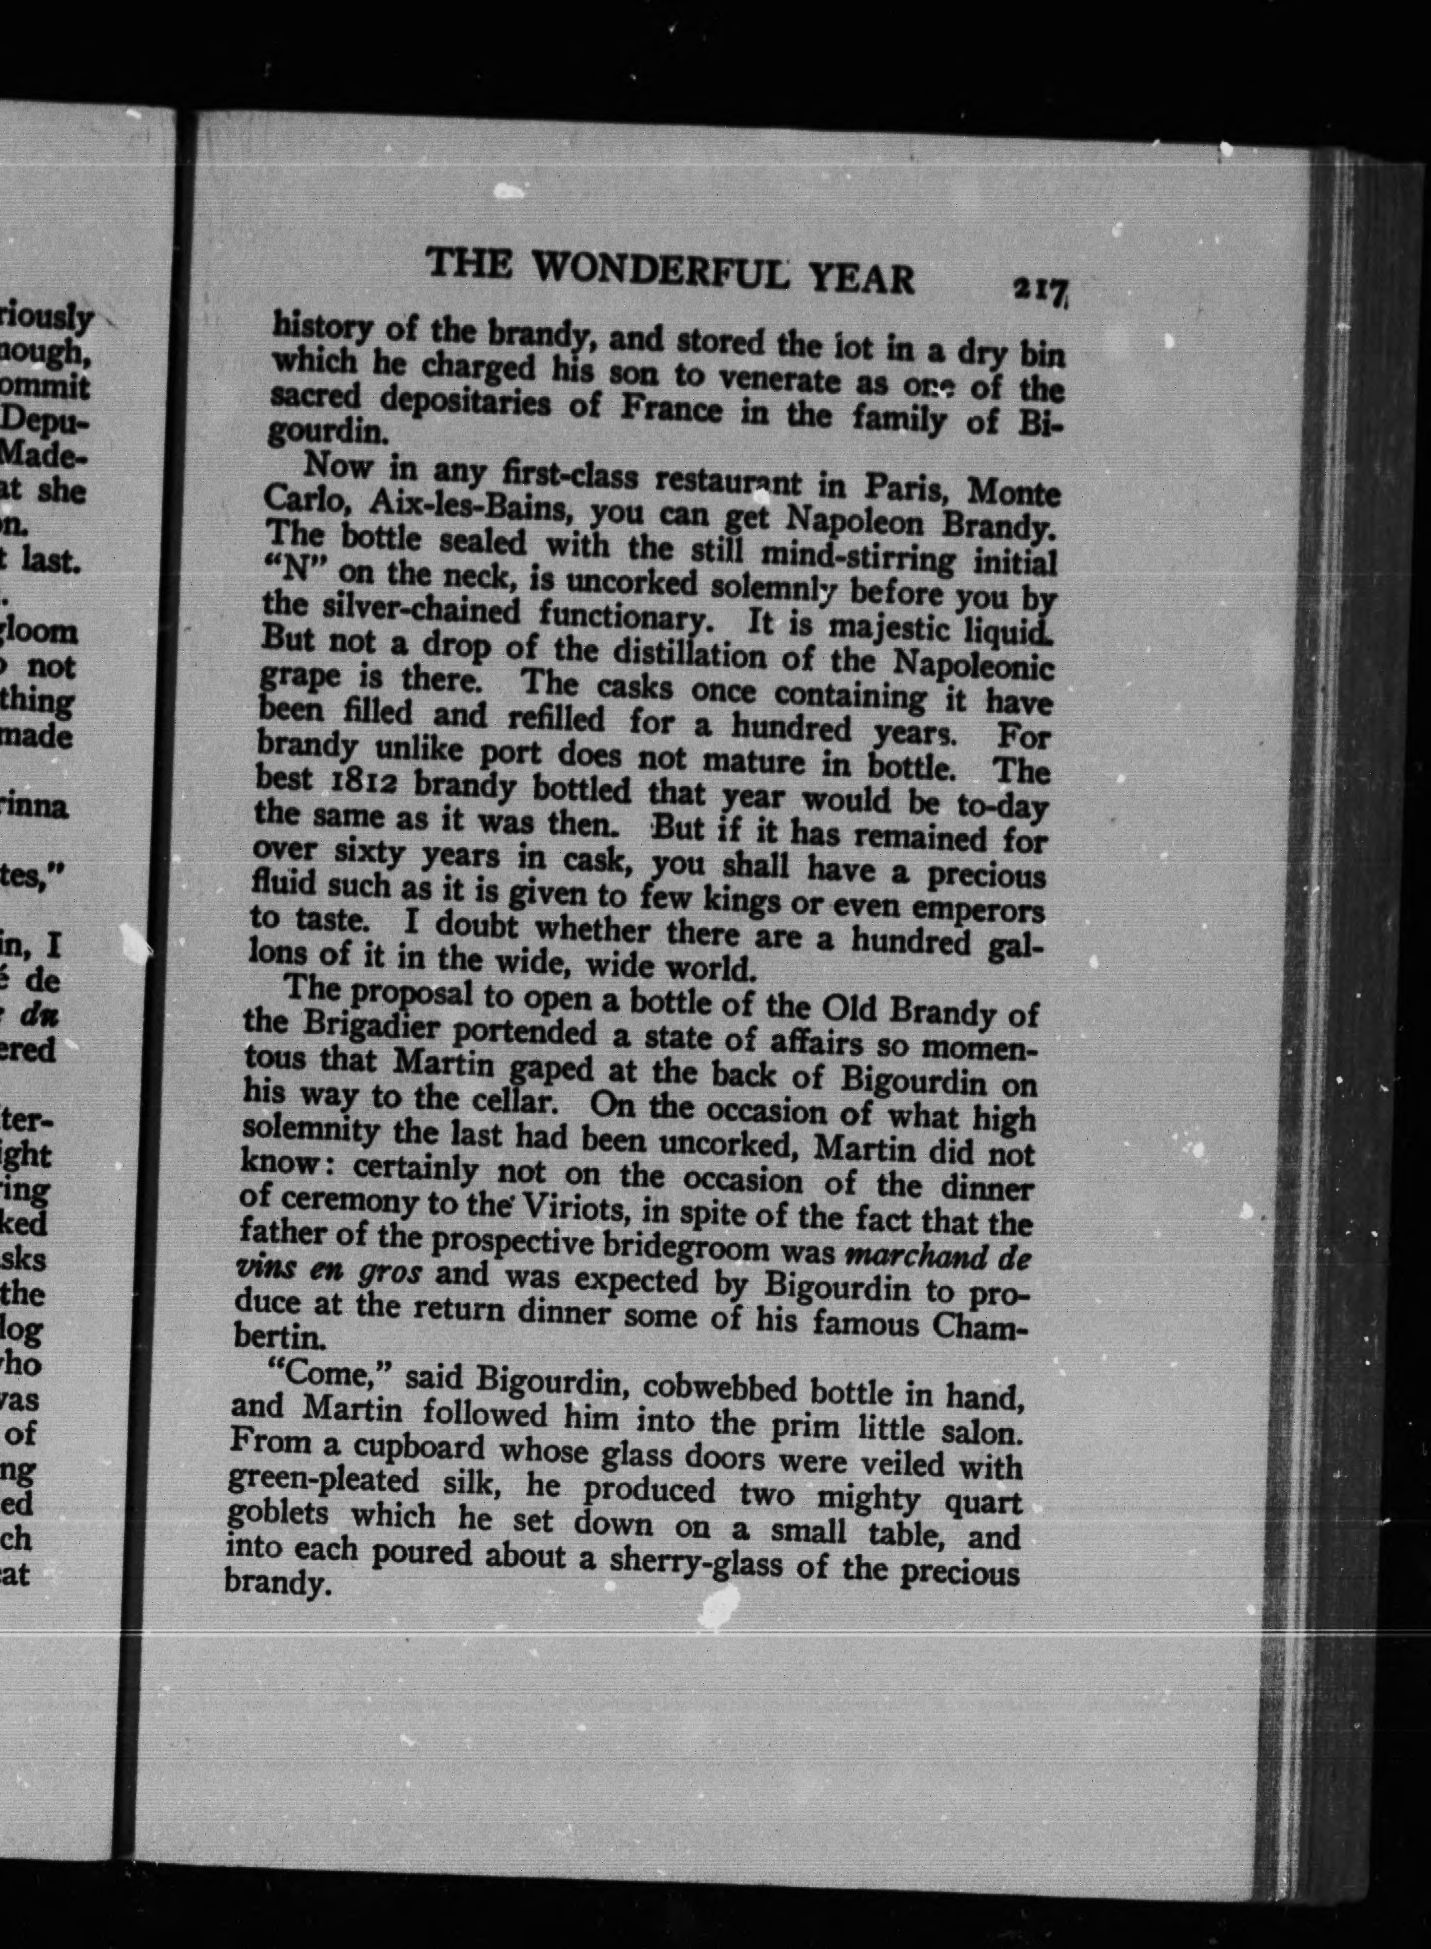 THE WONDERFUL YEAR 217
history of the brandy, and stored the lot in a dry bin
which he charged his son to venerate as one of the
sacred depositaries of France in the family of Bi-
gourdin.
Now in any first-class restaurant in Paris, Monte
Carlo, Aix-les-Bains, you can get Napoleon Brandy.
The bottle sealed with the still mind-stirring initial
“N” on the neck, is uncorked solemnly before you by
the silver-chained functionary. It is majestic liquid.
But not a drop of the distillation of the Napoleonic
grape is there. The casks once containing it have
been filled and refilled for a hundred years. For
brandy unlike port does not mature in bottle. The
best 1812 brandy bottled that year would be to-day
the same as it was then. But if it has remained for
over sixty years in cask, you shall have a precious
fluid such as it is given to few kings or even emperors
to taste. I doubt whether there are a hundred gal-
lons of it in the wide, wide world.
The proposal to open a bottle of the Old Brandy of
the Brigadier portended a state of affairs so momen-
tous that Martin gaped at the back of Bigourdin on
his way to the cellar. On the occasion of what high
solemnity the last had been uncorked, Martin did not
know: certainly not on the occasion of the dinner
of ceremony to the Viriots, in spite of the fact that the
father of the prospective bridegroom was marchand de
vins en gros and was expected by Bigourdin to pro-
duce at the return dinner some of his famous Cham-
bertin.
“Come,” said Bigourdin, cobwebbed bottle in hand,
and Martin followed him into the prim little salon.
From a cupboard whose glass doors were veiled with
green-pleated silk, he produced two mighty quart
goblets which he set down on a small table, and
into each poured about a sherry-glass of the precious
brandy.